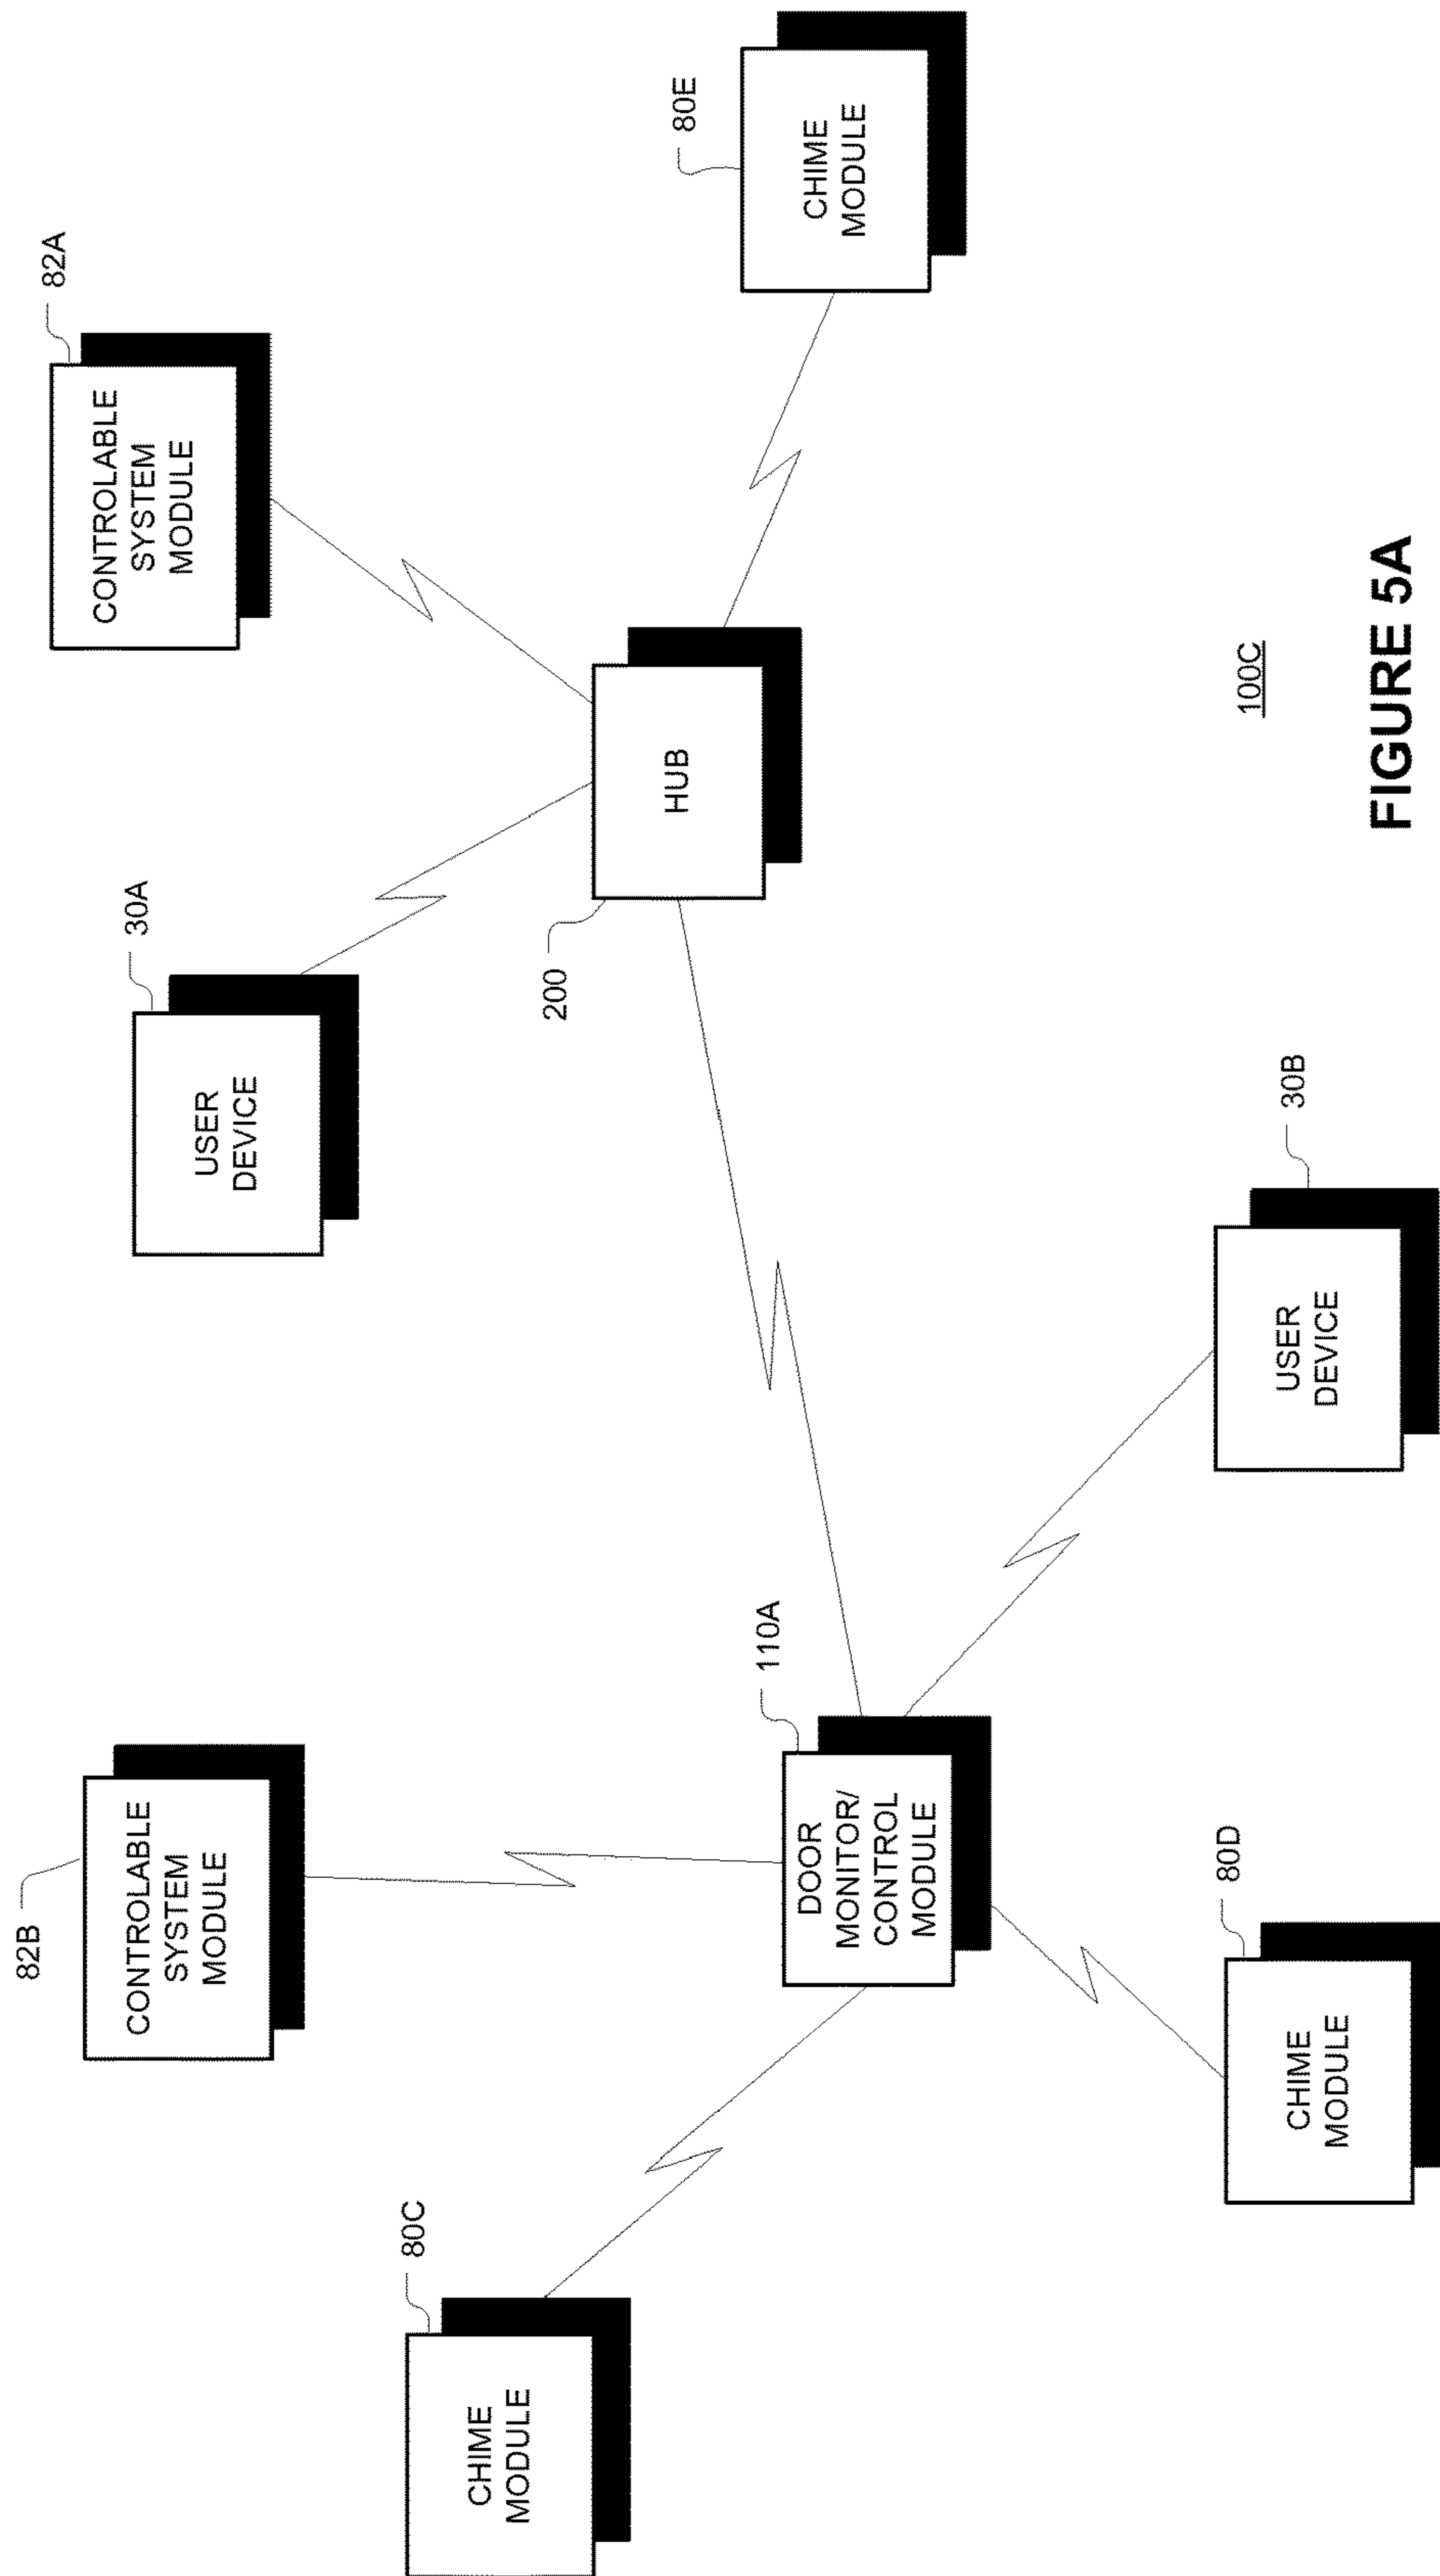 82B
CONTROLABLE
SYSTEM
MODULE
82A
CONTROLABLE
SYSTEM
MODULE
30A
USER
DEVICE
80C
CHIME
MODULE
200
HUB
80E
CHIME
MODULE
110A
DOOR
MONITOR/
CONTROL
MODULE
80D
CHIME
MODULE
30B
USER
DEVICE
100C
FIGURE 5A